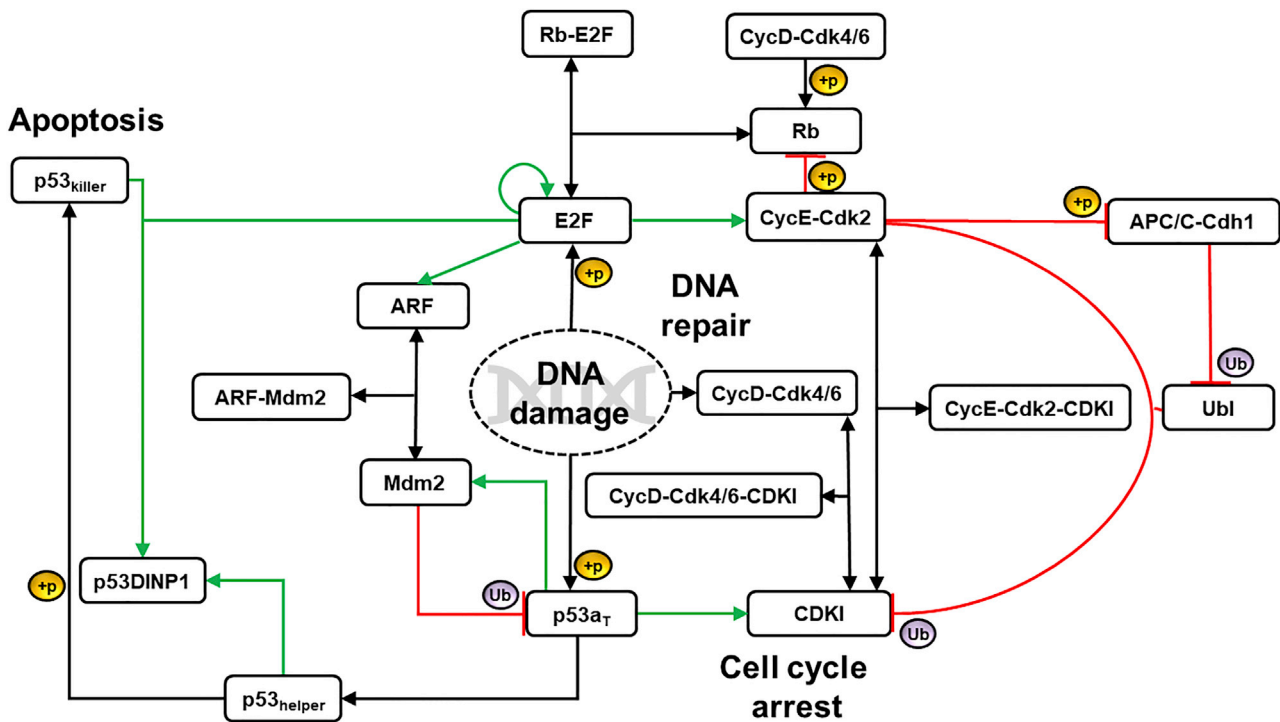 Rb-E2F
CycD-Cdk4/6
+p
Apoptosis
Rb
p53killer
+p
+p
E2F
CycE-Cdk2
APC/C-Cdh1
+p
ARF
DNA
repair
DNA
damage
Ub
ARF-Mdm2
CycD-Cdk4/6
CycE-Cdk2-CDKI
UbI
Mdm2
CycD-Cdk4/6-CDKI
+p
+p
p53DINP1
Ub
p53aT
CDKI
Ub
Cell cycle
arrest
p53helper